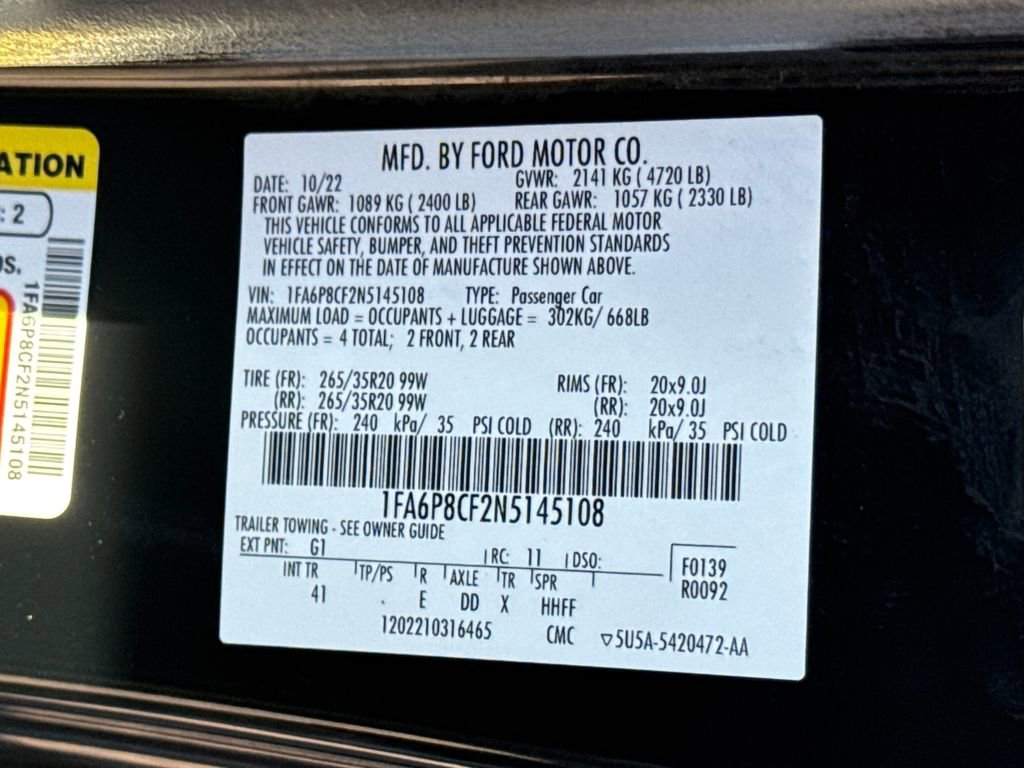 ATION
: 2
OS.
1FA6P8CF2N5145108
MFD. BY FORD MOTOR CO.
DATE: 10/22 GVWR: 2141 KG ( 4720 LB)
FRONT GAWR: 1089 KG ( 2400 LB) REAR GAWR: 1057 KG ( 2330 LB)
THIS VEHICLE CONFORMS TO ALL APPLICABLE FEDERAL MOTOR
VEHICLE SAFETY, BUMPER, AND THEFT PREVENTION STANDARDS
IN EFFECT ON THE DATE OF MANUFACTURE SHOWN ABOVE.
VIN: 1FA6P8CF2N5145108 TYPE: Passenger Car
MAXIMUM LOAD = OCCUPANTS + LUGGAGE = 302KG/ 668LB
OCCUPANTS = 4 TOTAL; 2 FRONT, 2 REAR
TIRE (FR): 265/35R20 99W RIMS (FR): 20x9.0J
(RR): 265/35R20 99W (RR): 20x9.0J
PRESSURE (FR): 240 kPa/ 35 PSI COLD (RR): 240 kPa/ 35 PSI COLD
1FA6P8CF2N5145108
TRAILER TOWING - SEE OWNER GUIDE
EXT PNT: G1 RC: 11 DSO: F0139
INT TR TP/PS R AXLE TR SPR R0092
41 E DD X HHFF
1202210316465 CMC ▽5U5A-5420472-AA